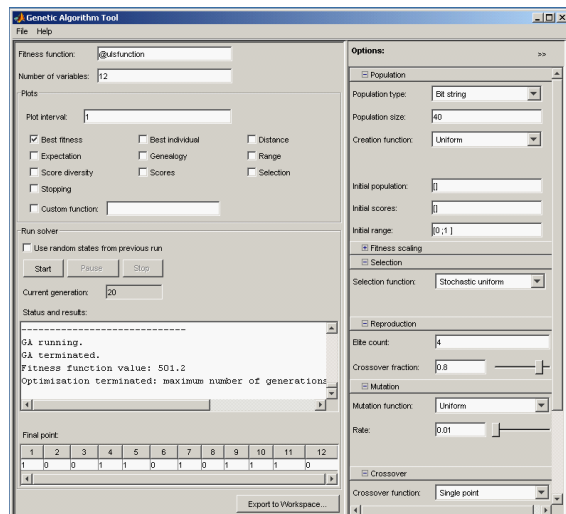 Genetic Algorithm Tool
File Help
Fitness function: @ulsfunction
Number of variables: 12
Plots
Plot interval: 1
Best fitness Best individual Distance
Expectation Genealogy Range
Score diversity Scores Selection
Stopping
Custom function:
Run solver
Use random states from previous run
Start Pause Stop
Current generation: 20
Status and results:
------------------------------
GA running.
GA terminated.
Fitness function value: 501.2
Optimization terminated: maximum number of generations
Final point:
1 2 3 4 5 6 7 8 9 10 11 12
1 0 0 1 1 0 1 0 1 1 1 0
Export to Workspace...
Options: >>
Population
Population type: Bit string
Population size: 40
Creation function: Uniform
Initial population: []
Initial scores: []
Initial range: [0 ;1 ]
Fitness scaling
Selection
Selection function: Stochastic uniform
Reproduction
Elite count: 4
Crossover fraction: 0.8
Mutation
Mutation function: Uniform
Rate: 0.01
Crossover
Crossover function: Single point